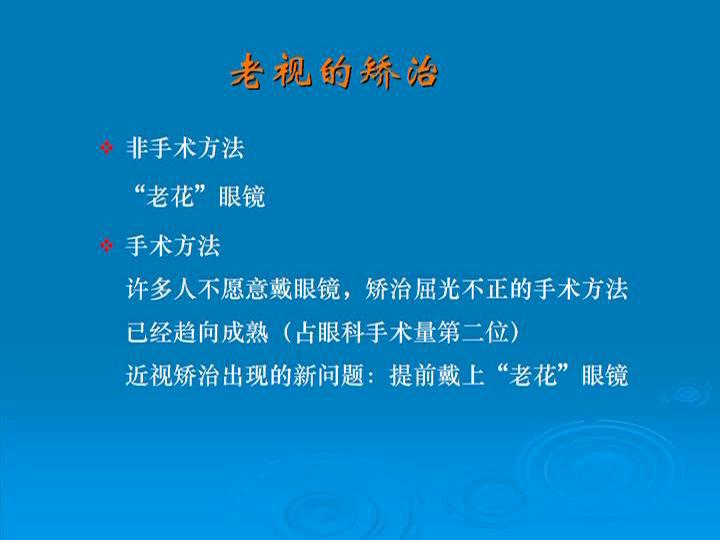 老视的矫治
非手术方法
“老花”眼镜
手术方法
许多人不愿意戴眼镜，矫治屈光不正的手术方法
已经趋向成熟（占眼科手术量第二位）
近视矫治出现的新问题：提前戴上“老花”眼镜